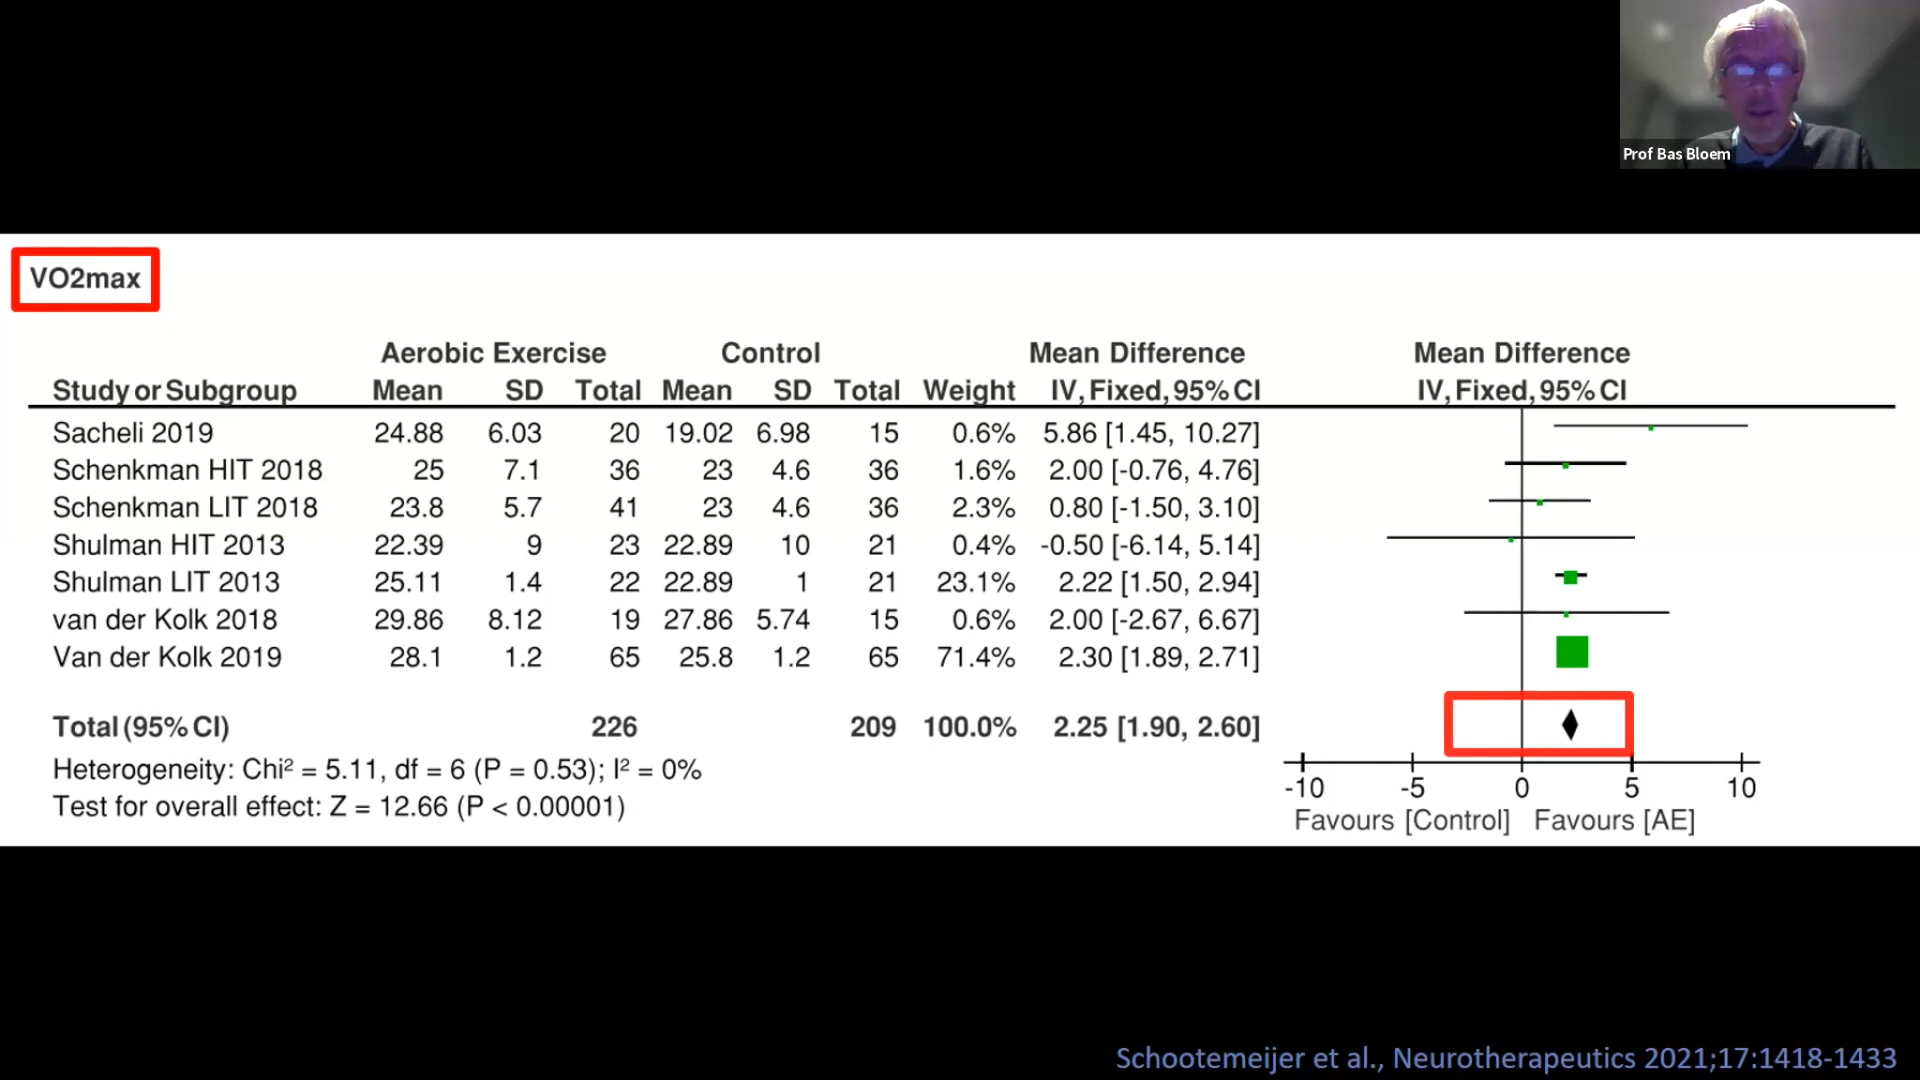 Prof Bas Bloem
VO2max
Aerobic Exercise Control Mean Difference Mean Difference
Study or Subgroup Mean SD Total Mean SD Total Weight IV, Fixed, 95% CI IV, Fixed, 95% CI
Sacheli 2019 24.88 6.03 20 19.02 6.98 15 0.6% 5.86 [1.45, 10.27]
Schenkman HIT 2018 25 7.1 36 23 4.6 36 1.6% 2.00 [-0.76, 4.76]
Schenkman LIT 2018 23.8 5.7 41 23 4.6 36 2.3% 0.80 [-1.50, 3.10]
Shulman HIT 2013 22.39 9 23 22.89 10 21 0.4% -0.50 [-6.14, 5.14]
Shulman LIT 2013 25.11 1.4 22 22.89 1 21 23.1% 2.22 [1.50, 2.94]
van der Kolk 2018 29.86 8.12 19 27.86 5.74 15 0.6% 2.00 [-2.67, 6.67]
Van der Kolk 2019 28.1 1.2 65 25.8 1.2 65 71.4% 2.30 [1.89, 2.71]
Total (95% CI) 226 209 100.0% 2.25 [1.90, 2.60]
Heterogeneity: Chi² = 5.11, df = 6 (P = 0.53); I² = 0%
Test for overall effect: Z = 12.66 (P < 0.00001)
-10 -5 0 5 10
Favours [Control] Favours [AE]
Schootemeijer et al., Neurotherapeutics 2021;17:1418-1433